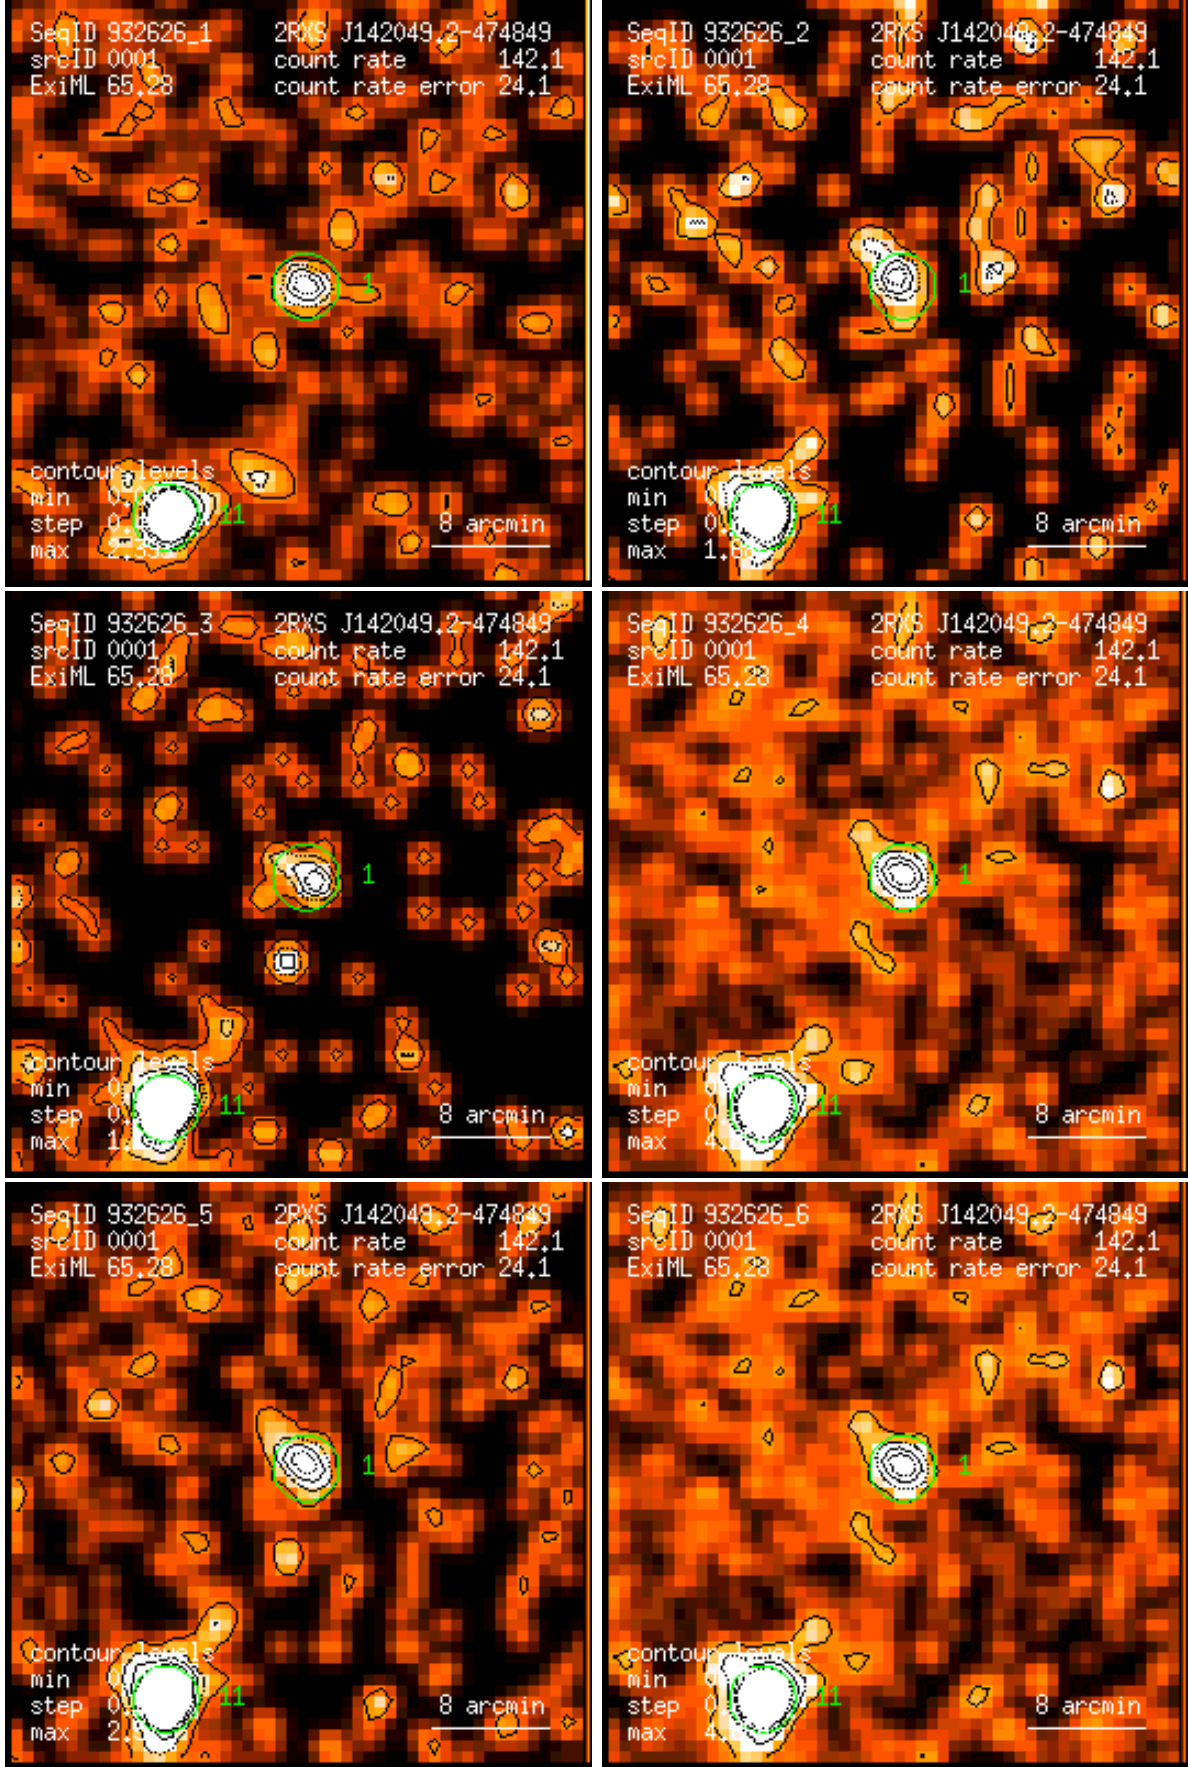 SeqID 932626_1 2RXS J142049.2-474849
srcID 0001 count rate 142.1
ExiML 65.28 count rate error 24.1
1
contour levels
min
11
step 8 arcmin
max
SeqID 932626_2 2RXS J142049.2-474849
srcID 0001 count rate 142.1
ExiML 65.28 count rate error 24.1
1
contour levels
min
11
step 8 arcmin
max
SeqID 932626_3 2RXS J142049.2-474849
srcID 0001 count rate 142.1
ExiML 65.28 count rate error 24.1
1
contour levels
min
11
step 8 arcmin
max
SeqID 932626_4 2RXS J142049.2-474849
srcID 0001 count rate 142.1
ExiML 65.28 count rate error 24.1
1
contour levels
min
11
step 8 arcmin
max
SeqID 932626_5 2RXS J142049.2-474849
srcID 0001 count rate 142.1
ExiML 65.28 count rate error 24.1
1
contour levels
min
11
step 8 arcmin
max
SeqID 932626_6 2RXS J142049.2-474849
srcID 0001 count rate 142.1
ExiML 65.28 count rate error 24.1
1
contour levels
min
11
step 8 arcmin
max